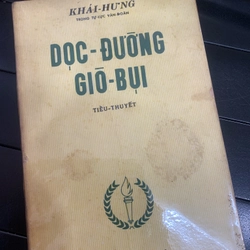 KHÁI-HƯNG
TRONG TỰ-LỰC VĂN-ĐOÀN
DỌC-ĐƯỜNG
GIÓ-BỤI
TIỂU-THUYẾT